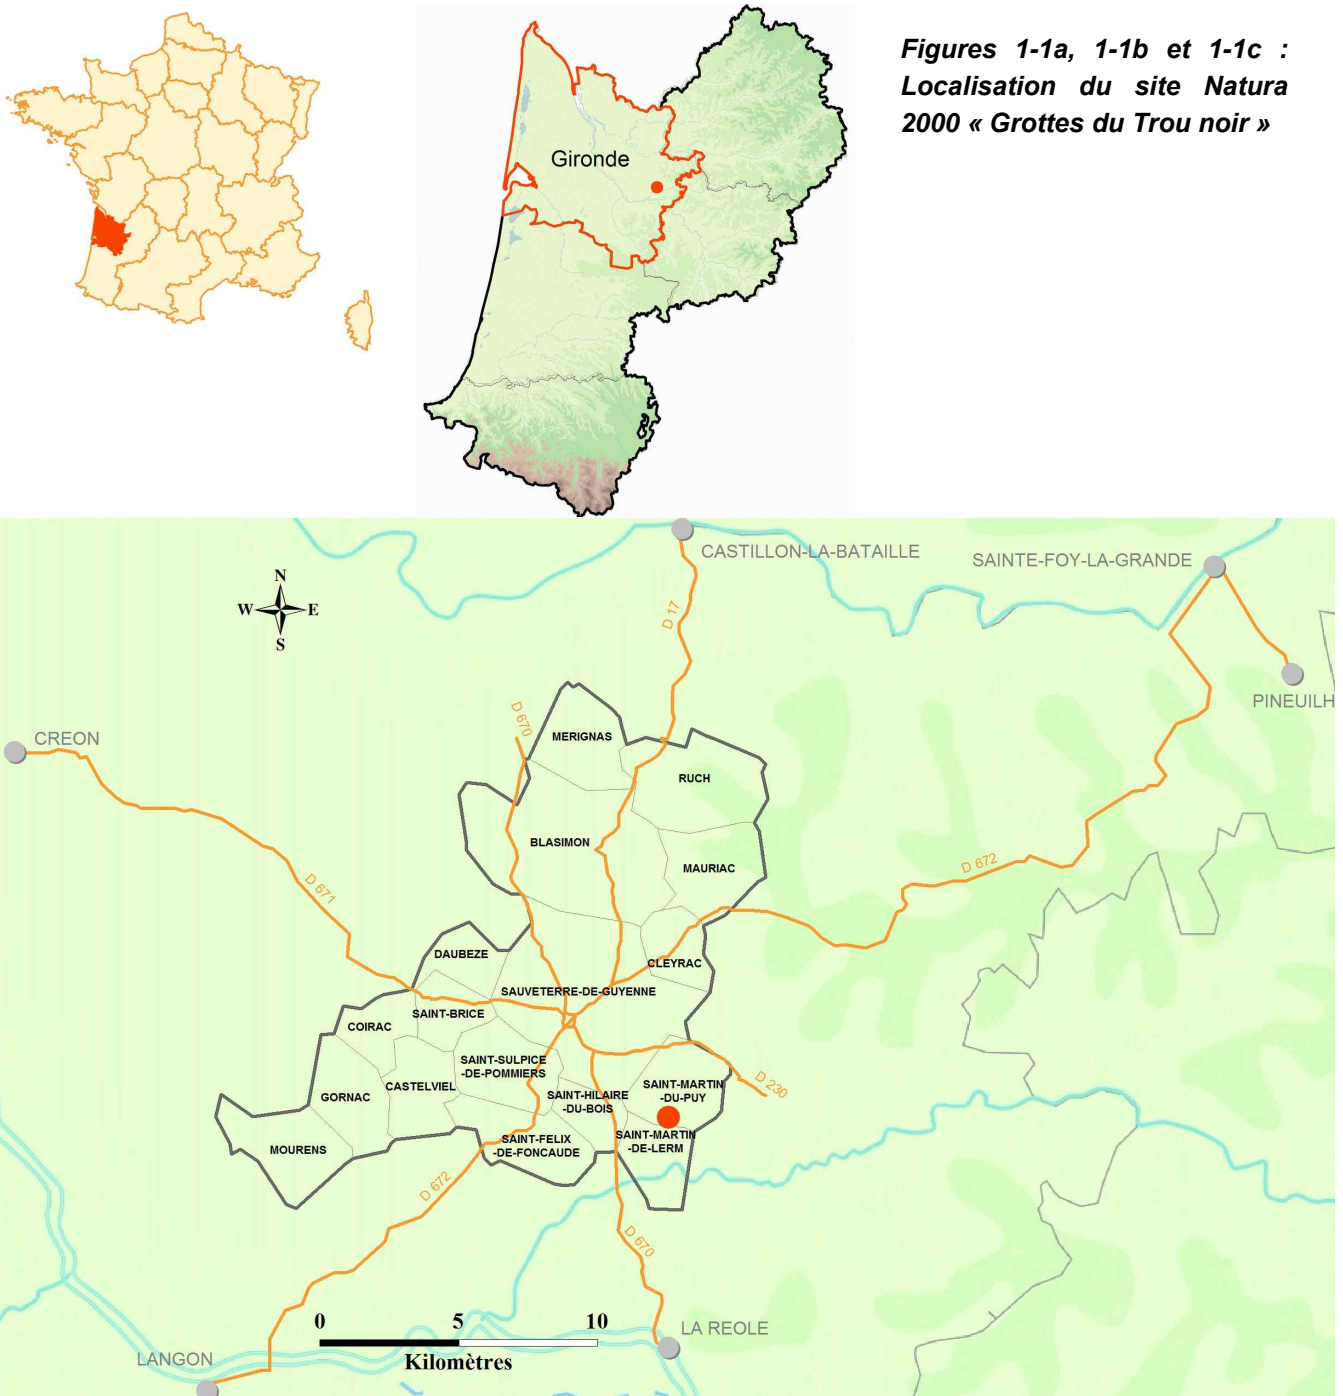 Figures 1-1a, 1-1b et 1-1c :
Localisation du site Natura
2000 « Grottes du Trou noir »
Gironde
CASTILLON-LA-BATAILLE
SAINTE-FOY-LA-GRANDE
N
W
E
S
D 17
PINEUILH
D 670
CREON
MERIGNAS
RUCH
BLASIMON
MAURIAC
D 672
D 671
DAUBEZE
CLEYRAC
SAUVETERRE-DE-GUYENNE
SAINT-BRICE
COIRAC
SAINT-SULPICE
-DE-POMMIERS
CASTELVIEL
GORNAC
SAINT-HILAIRE
-DU-BOIS
SAINT-MARTIN
-DU-PUY
D 230
SAINT-MARTIN
-DE-LERM
SAINT-FELIX
-DE-FONCAUDE
MOURENS
D 672
D 670
0
5
10
Kilomètres
LA REOLE
LANGON